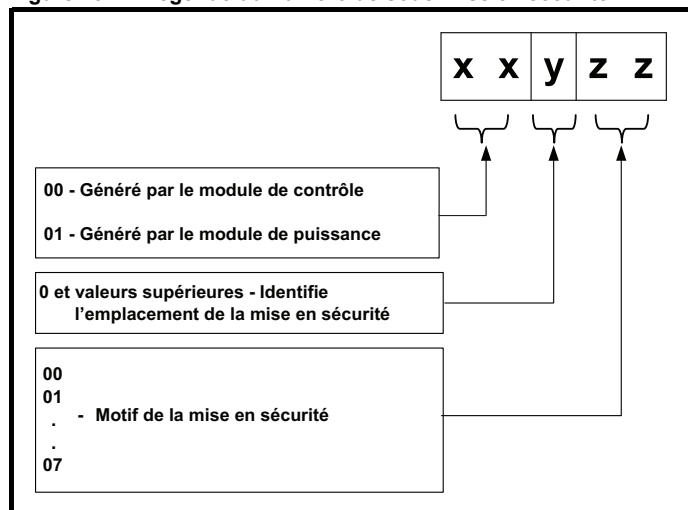 x x y z z
00 - Généré par le module de contrôle
01 - Généré par le module de puissance
0 et valeurs supérieures - Identifie
l'emplacement de la mise en sécurité
00
01
.
- Motif de la mise en sécurité
.
07